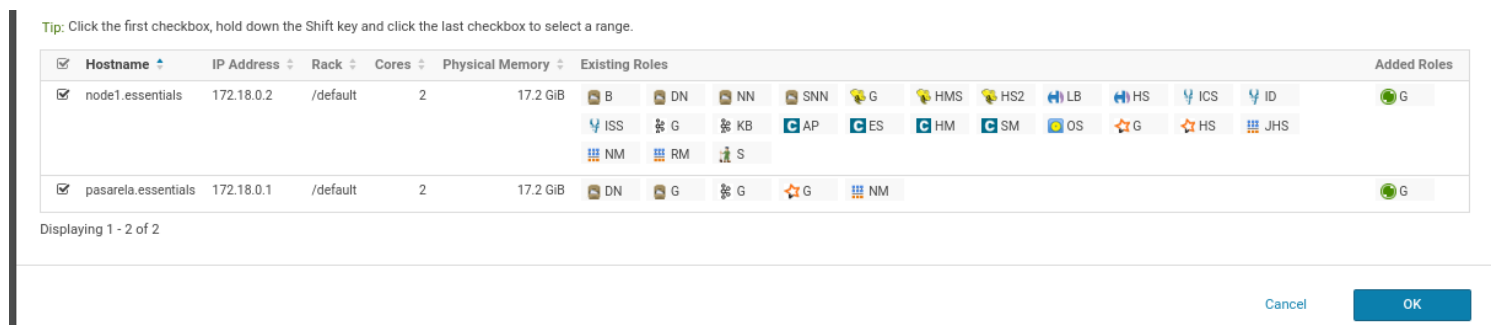 Tip: Click the first checkbox, hold down the Shift key and click the last checkbox to select a range.
Hostname IP Address Rack Cores Physical Memory Existing Roles Added Roles
node1.essentials 172.18.0.2 /default 2 17.2 GiB B DN NN SNN G HMS HS2 LB HS ICS ID G
ISS G KB AP ES HM SM OS G HS JHS
NM RM S
pasarela.essentials 172.18.0.1 /default 2 17.2 GiB DN G G G NM G
Displaying 1 - 2 of 2
Cancel OK